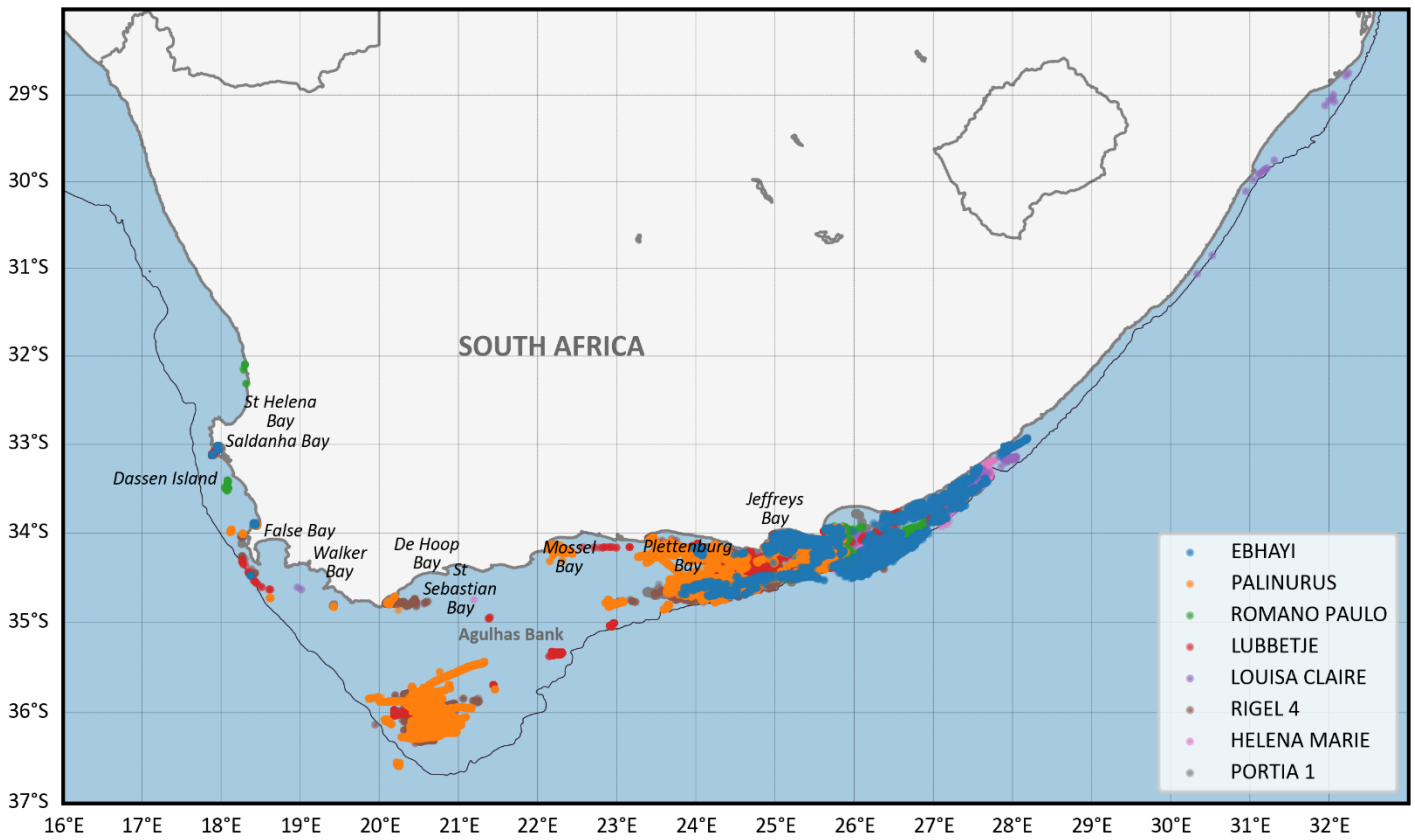 29°S
30°S
31°S
32°S
33°S
34°S
35°S
36°S
37°S
SOUTH AFRICA
St Helena
Bay
Saldanha Bay
Dassen Island
False Bay
Walker
Bay
De Hoop
Bay
St
Sebastian
Bay
Mossel
Bay
Plettenburg
Bay
Jeffreys
Bay
Agulhas Bank
EBHAYI
PALINURUS
ROMANO PAULO
LUBBETJE
LOUISA CLAIRE
RIGEL 4
HELENA MARIE
PORTIA 1
16°E 17°E 18°E 19°E 20°E 21°E 22°E 23°E 24°E 25°E 26°E 27°E 28°E 29°E 30°E 31°E 32°E